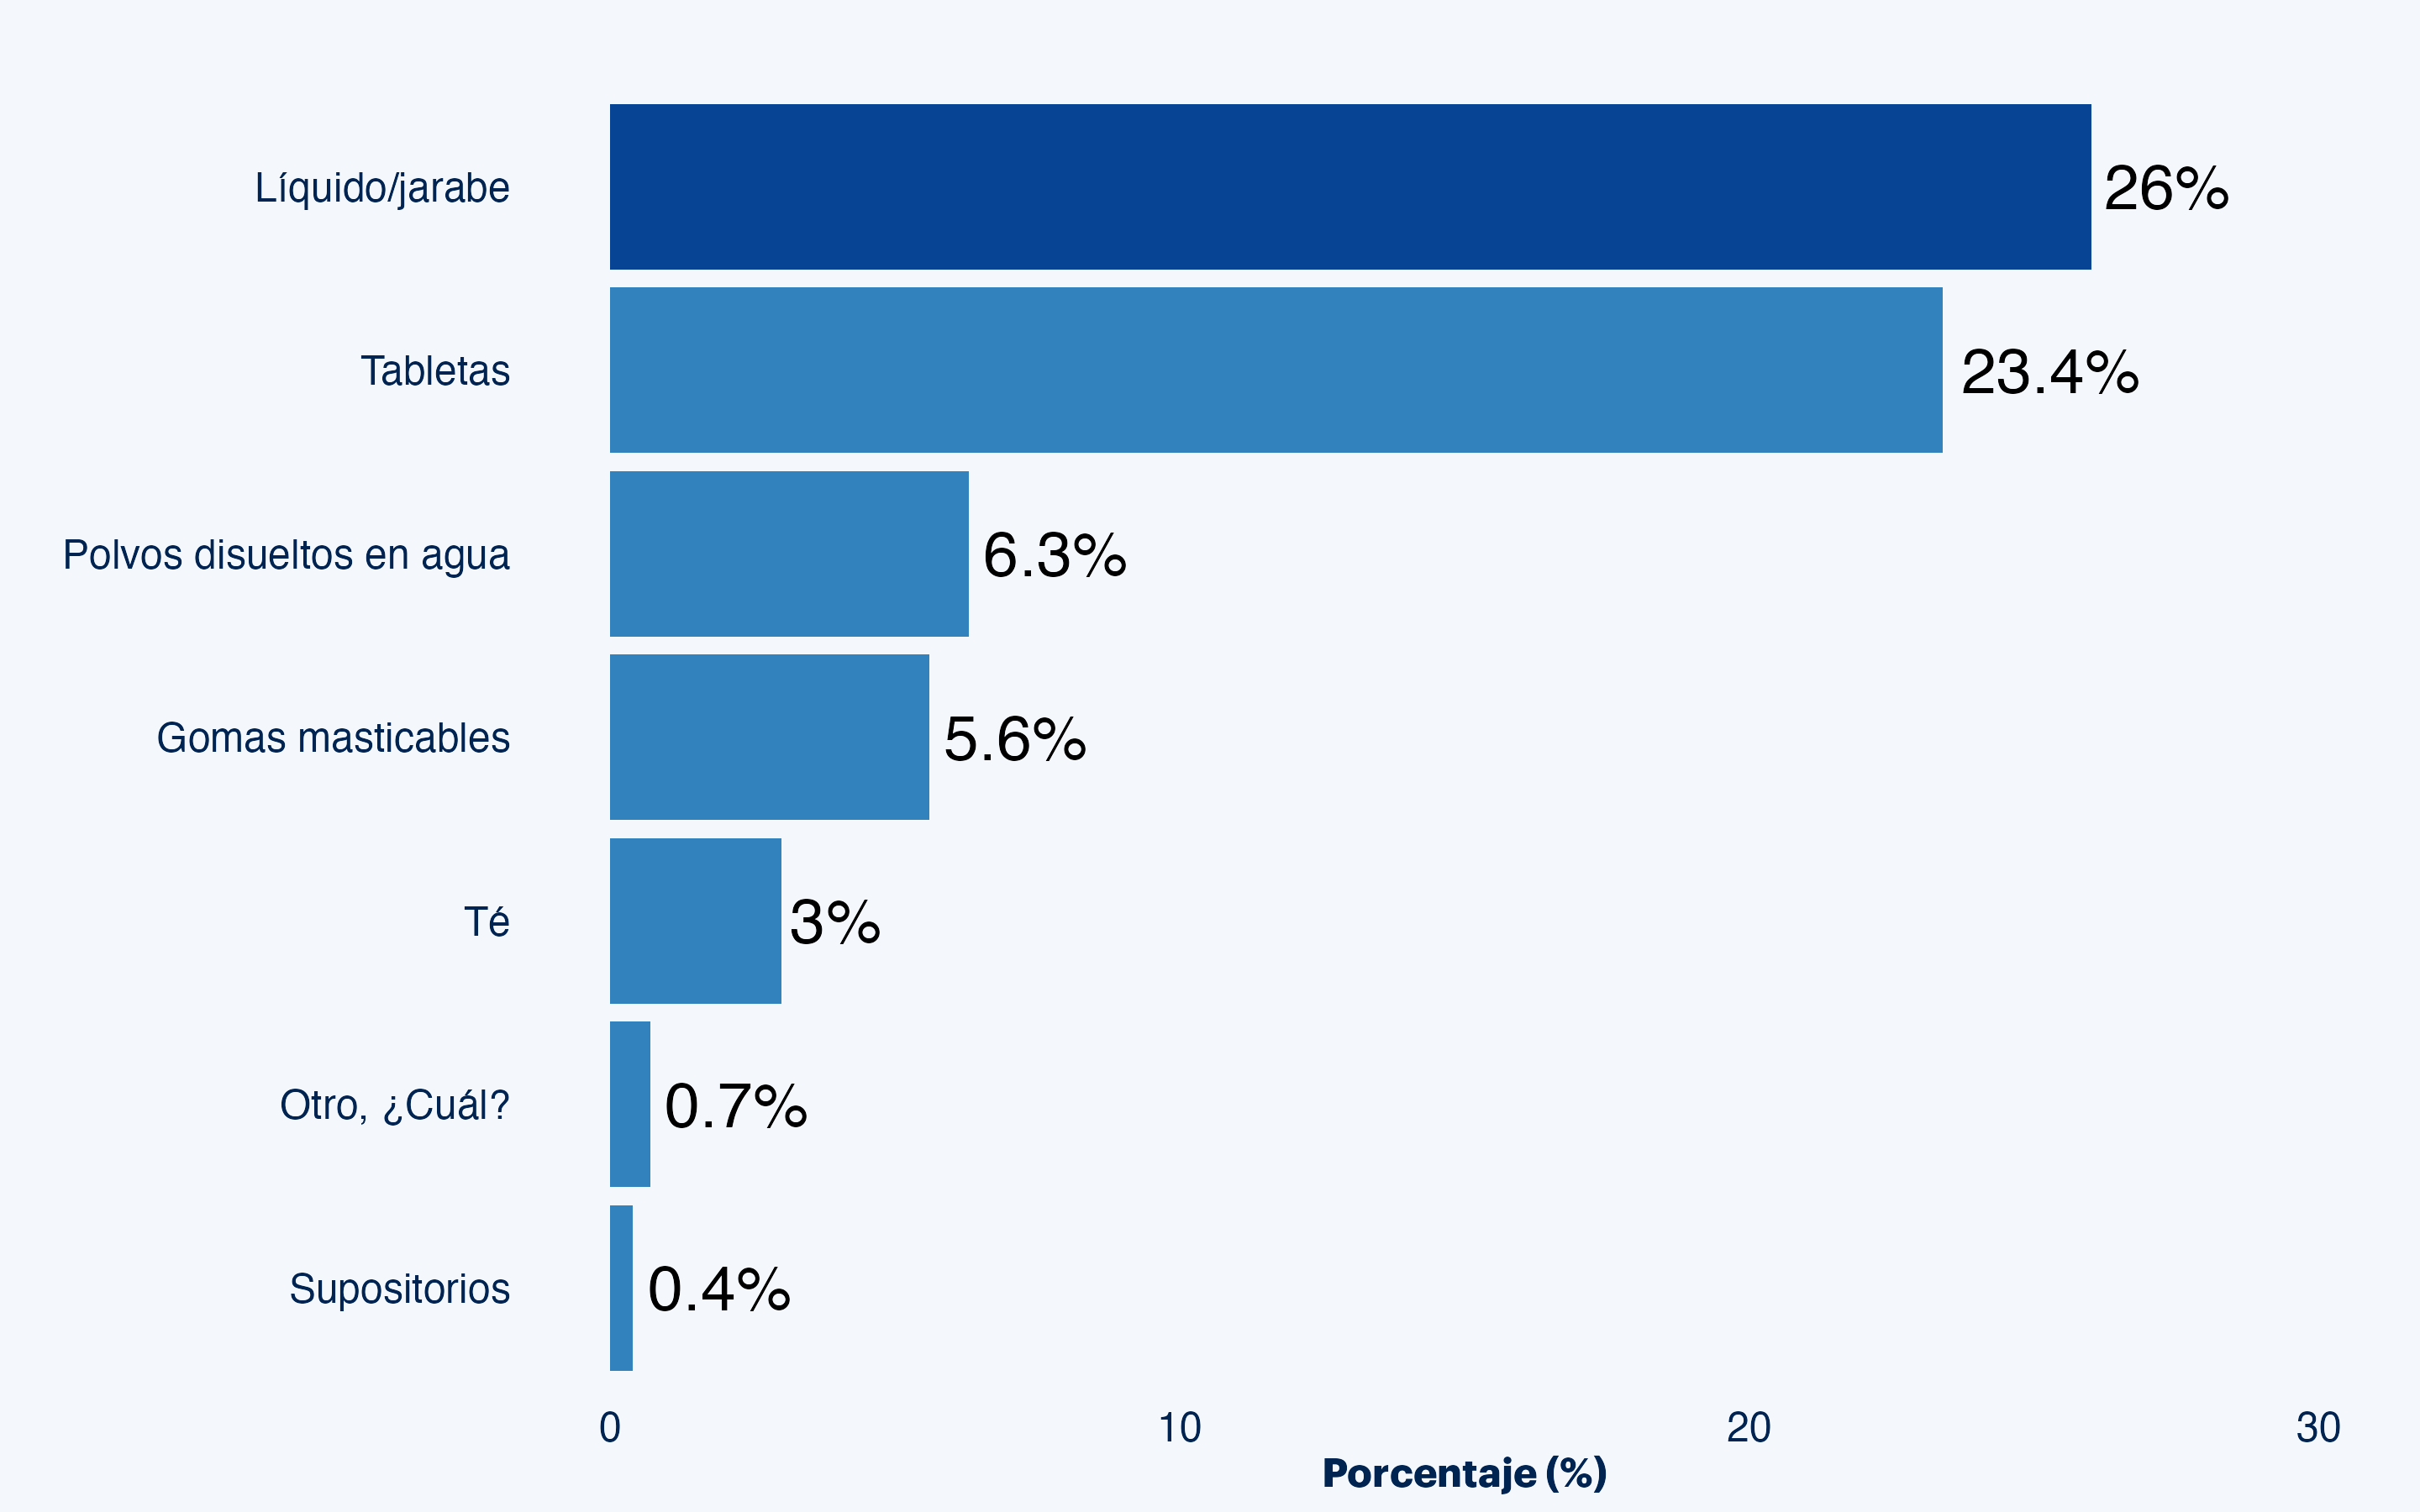 Líquido/jarabe 26%
Tabletas 23.4%
Polvos disueltos en agua 6.3%
Gomas masticables 5.6%
Té 3%
Otro, ¿Cuál? 0.7%
Supositorios 0.4%
0 10 20 30
Porcentaje (%)